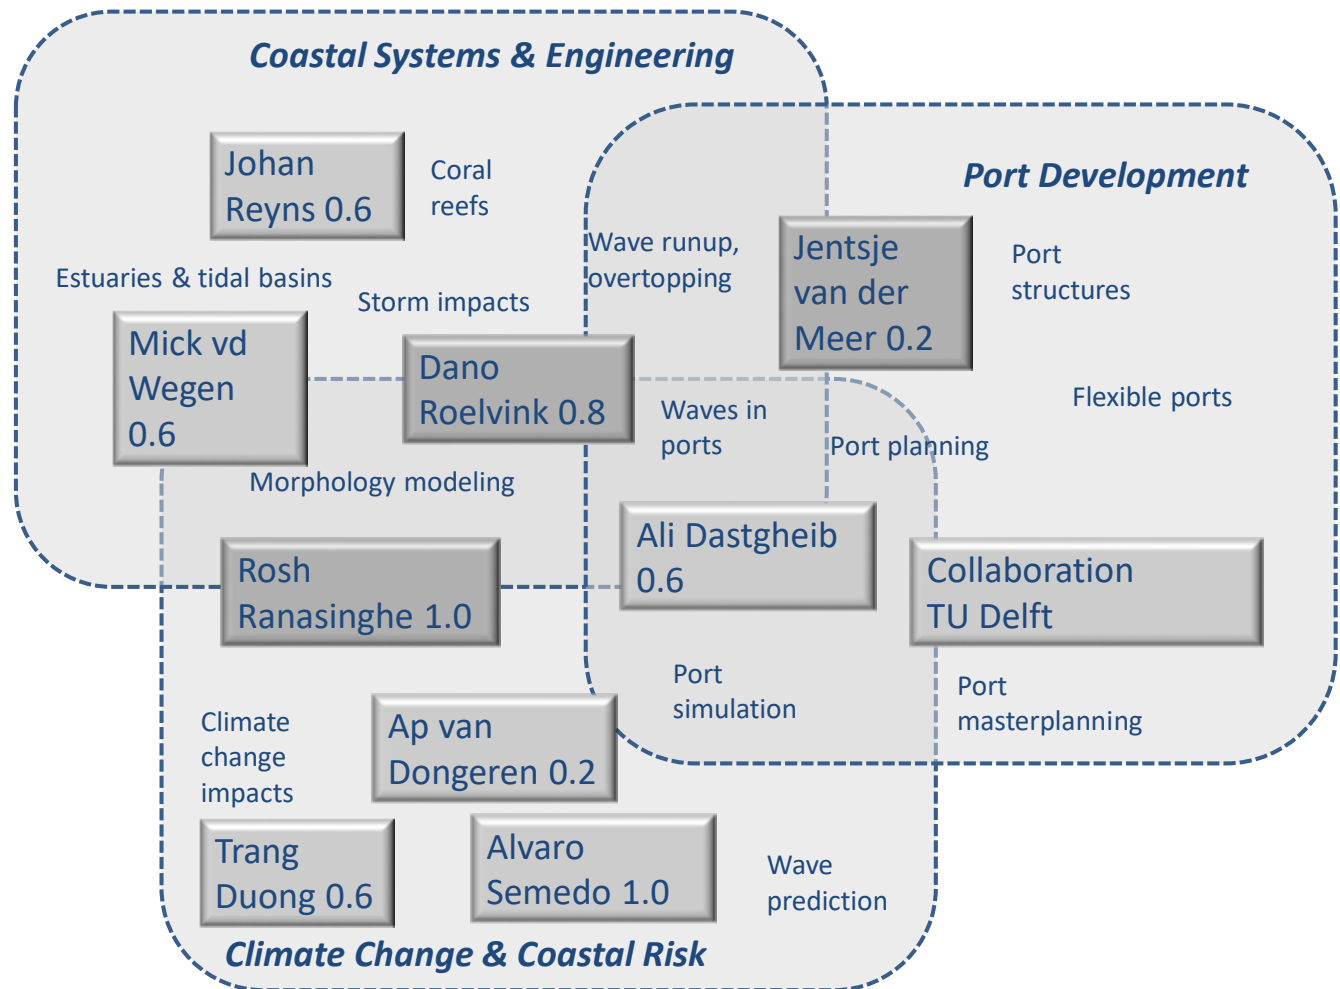 Coastal Systems & Engineering
Johan
Reyns 0.6
Coral
reefs
Port Development
Wave runup,
overtopping
Jentsje
van der
Meer 0.2
Port
structures
Estuaries & tidal basins
Storm impacts
Mick vd
Wegen
0.6
Dano
Roelvink 0.8
Waves in
ports
Port planning
Flexible ports
Morphology modeling
Rosh
Ranasinghe 1.0
Ali Dastgheib
0.6
Collaboration
TU Delft
Port
simulation
Port
masterplanning
Climate
change
impacts
Ap van
Dongeren 0.2
Trang
Duong 0.6
Alvaro
Semedo 1.0
Wave
prediction
Climate Change & Coastal Risk